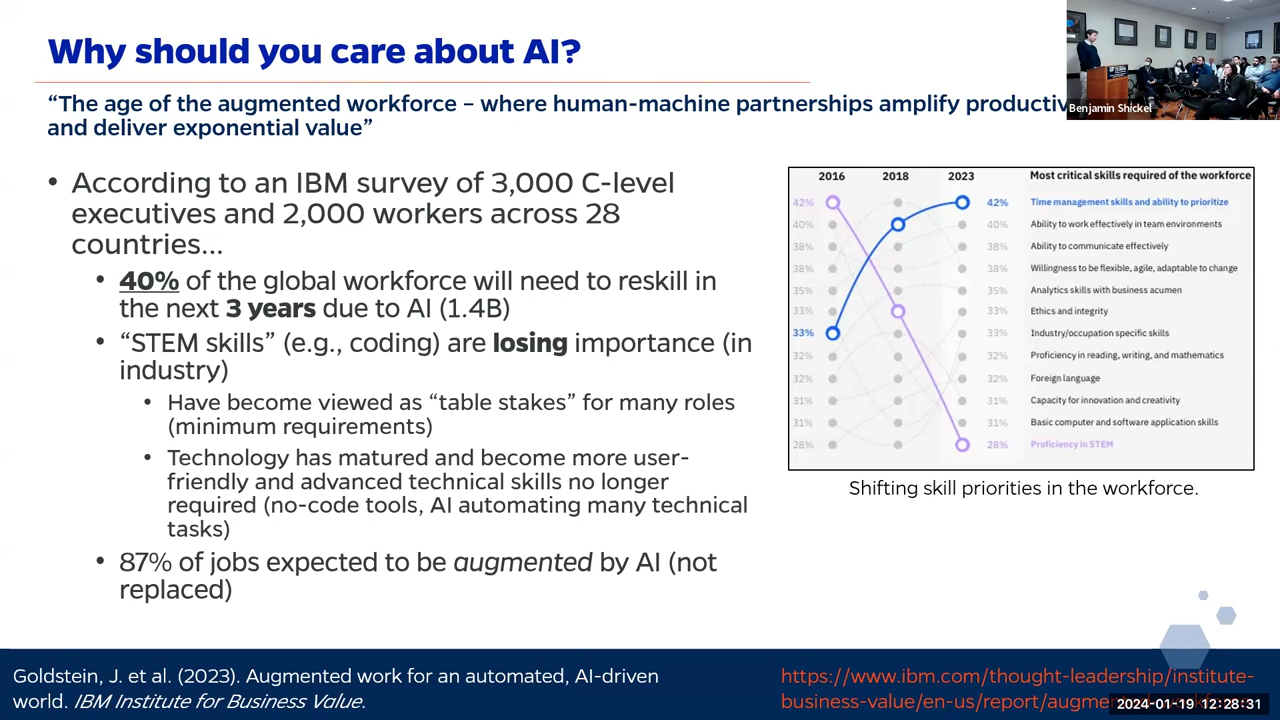 Why should you care about AI?
“The age of the augmented workforce – where human-machine partnerships amplify
and deliver exponential value”
Benjamin Shickel
• According to an IBM survey of 3,000 C-level
executives and 2,000 workers across 28
countries...
• 40% of the global workforce will need to reskill in
the next 3 years due to AI (1.4B)
• “STEM skills” (e.g., coding) are losing importance (in
industry)
• Have become viewed as “table stakes” for many roles
(minimum requirements)
• Technology has matured and become more user-
friendly and advanced technical skills no longer
required (no-code tools, AI automating many technical
tasks)
• 87% of jobs expected to be augmented by AI (not
replaced)
2016 2018 2023 Most critical skills required of the workforce
42% 42% Time management skills and ability to prioritize
40% 40% Ability to work effectively in team environments
38% 38% Ability to communicate effectively
38% 38% Willingness to be flexible, agile, adaptable to change
35% 35% Analytics skills with business acumen
33% 33% Ethics and integrity
33% 33% Industry/occupation specific skills
32% 32% Proficiency in reading, writing, and mathematics
32% 32% Foreign language
31% 31% Capacity for innovation and creativity
31% 31% Basic computer and software application skills
28% 28% Proficiency in STEM
Shifting skill priorities in the workforce.
Goldstein, J. et al. (2023). Augmented work for an automated, AI-driven
world. IBM Institute for Business Value.
https://www.ibm.com/thought-leadership/institute-
business-value/en-us/report/augm
2024-01-19 12:28:31